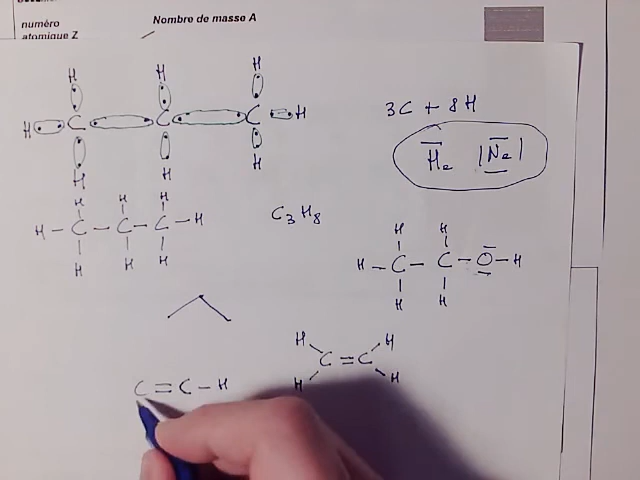 numéro
atomique Z
Nombre de masse A
H H H
H C C C H
H H H
3C + 8H
He |Ne|
H H H
H - C - C - C - H
H H H
C3H8
H H
H - C - C - O - H
H H
H H
C = C
H H
C = C - H